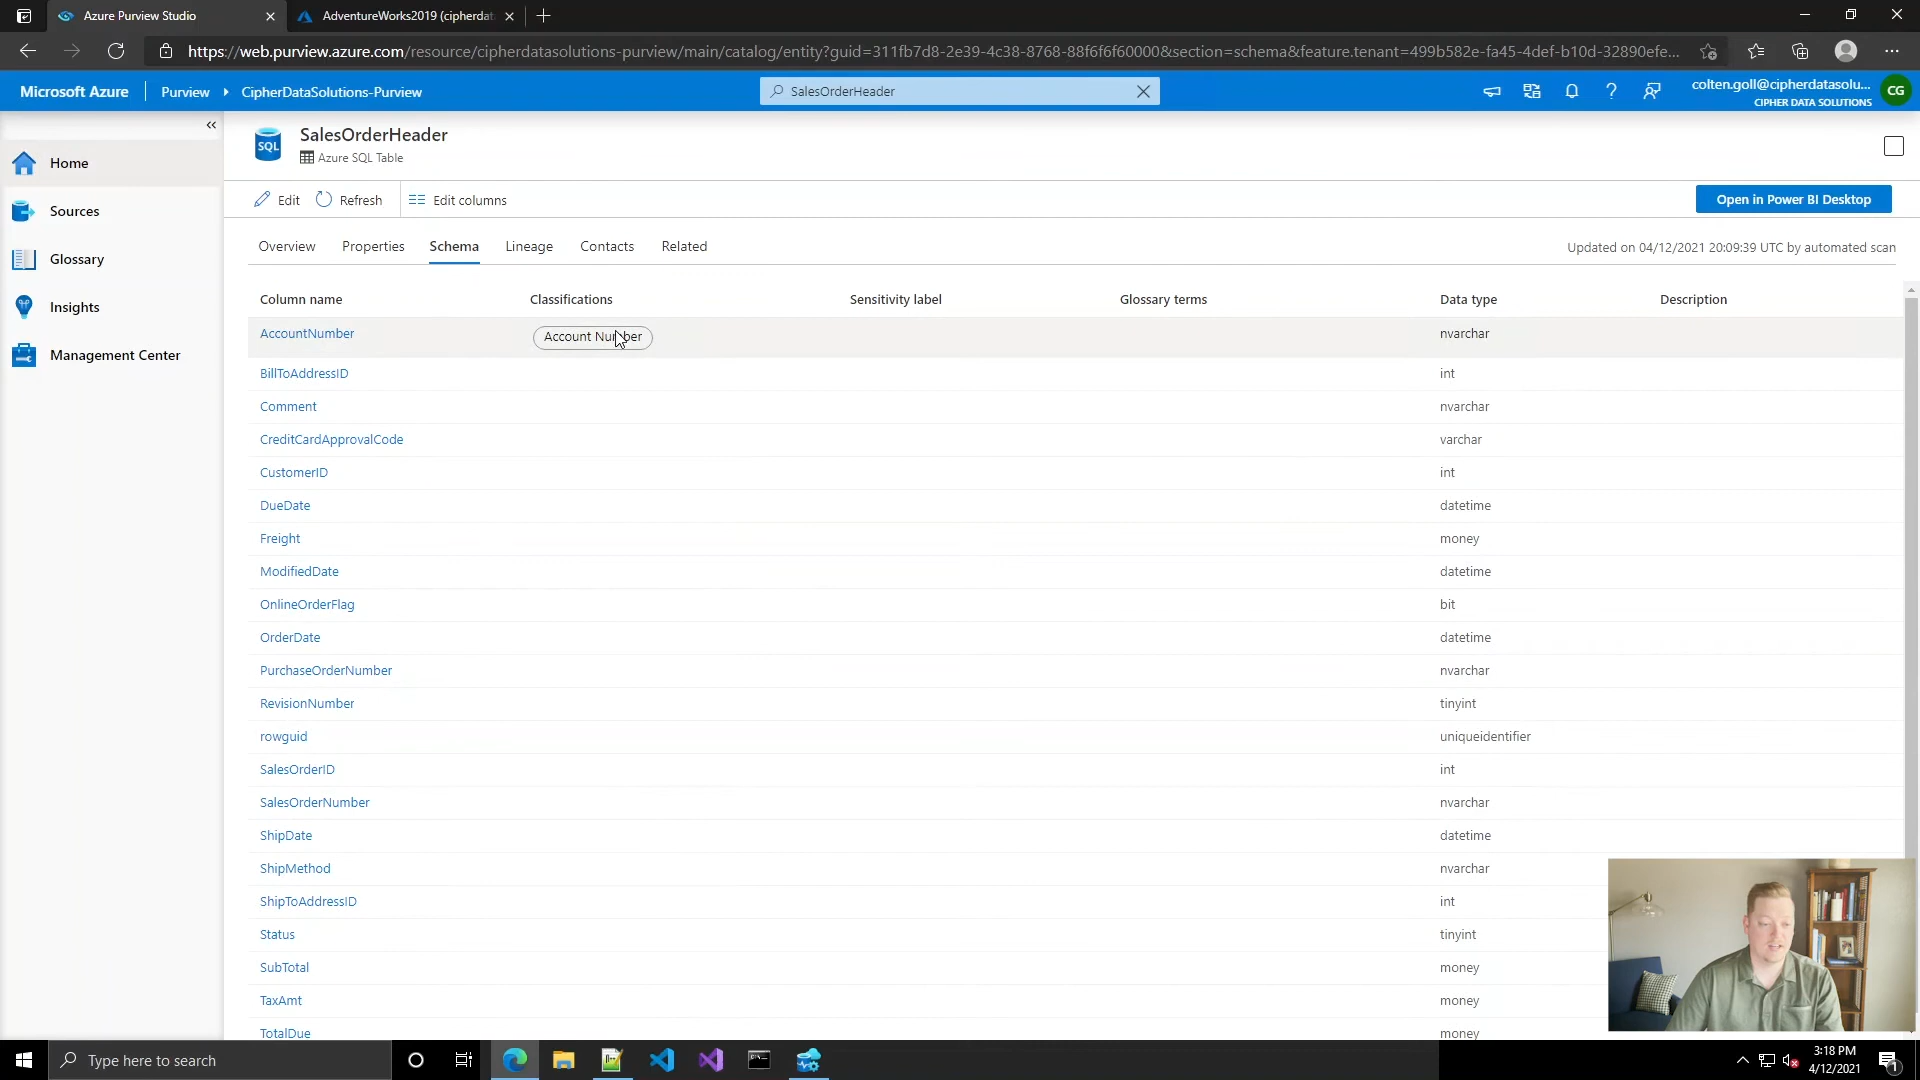 Azure Purview Studio
AdventureWorks2019 (cipherdat
https://web.purview.azure.com/resource/cipherdatasolutions-purview/main/catalog/entity?guid=311fb7d8-2e39-4c38-8768-88f6f6f60000&section=schema&feature.tenant=499b582e-fa45-4def-b10d-32890efe...
Microsoft Azure
Purview
CipherDataSolutions-Purview
SalesOrderHeader
colten.goll@cipherdatasolu...
CIPHER DATA SOLUTIONS
CG
Home
Sources
Glossary
Insights
Management Center
SQL
SalesOrderHeader
Azure SQL Table
Edit
Refresh
Edit columns
Open in Power BI Desktop
Overview Properties Schema Lineage Contacts Related
Updated on 04/12/2021 20:09:39 UTC by automated scan
Column name Classifications Sensitivity label Glossary terms Data type Description
AccountNumber Account Number nvarchar
BillToAddressID int
Comment nvarchar
CreditCardApprovalCode varchar
CustomerID int
DueDate datetime
Freight money
ModifiedDate datetime
OnlineOrderFlag bit
OrderDate datetime
PurchaseOrderNumber nvarchar
RevisionNumber tinyint
rowguid uniqueidentifier
SalesOrderID int
SalesOrderNumber nvarchar
ShipDate datetime
ShipMethod nvarchar
ShipToAddressID int
Status tinyint
SubTotal money
TaxAmt money
TotalDue money
Type here to search
3:18 PM
4/12/2021
1